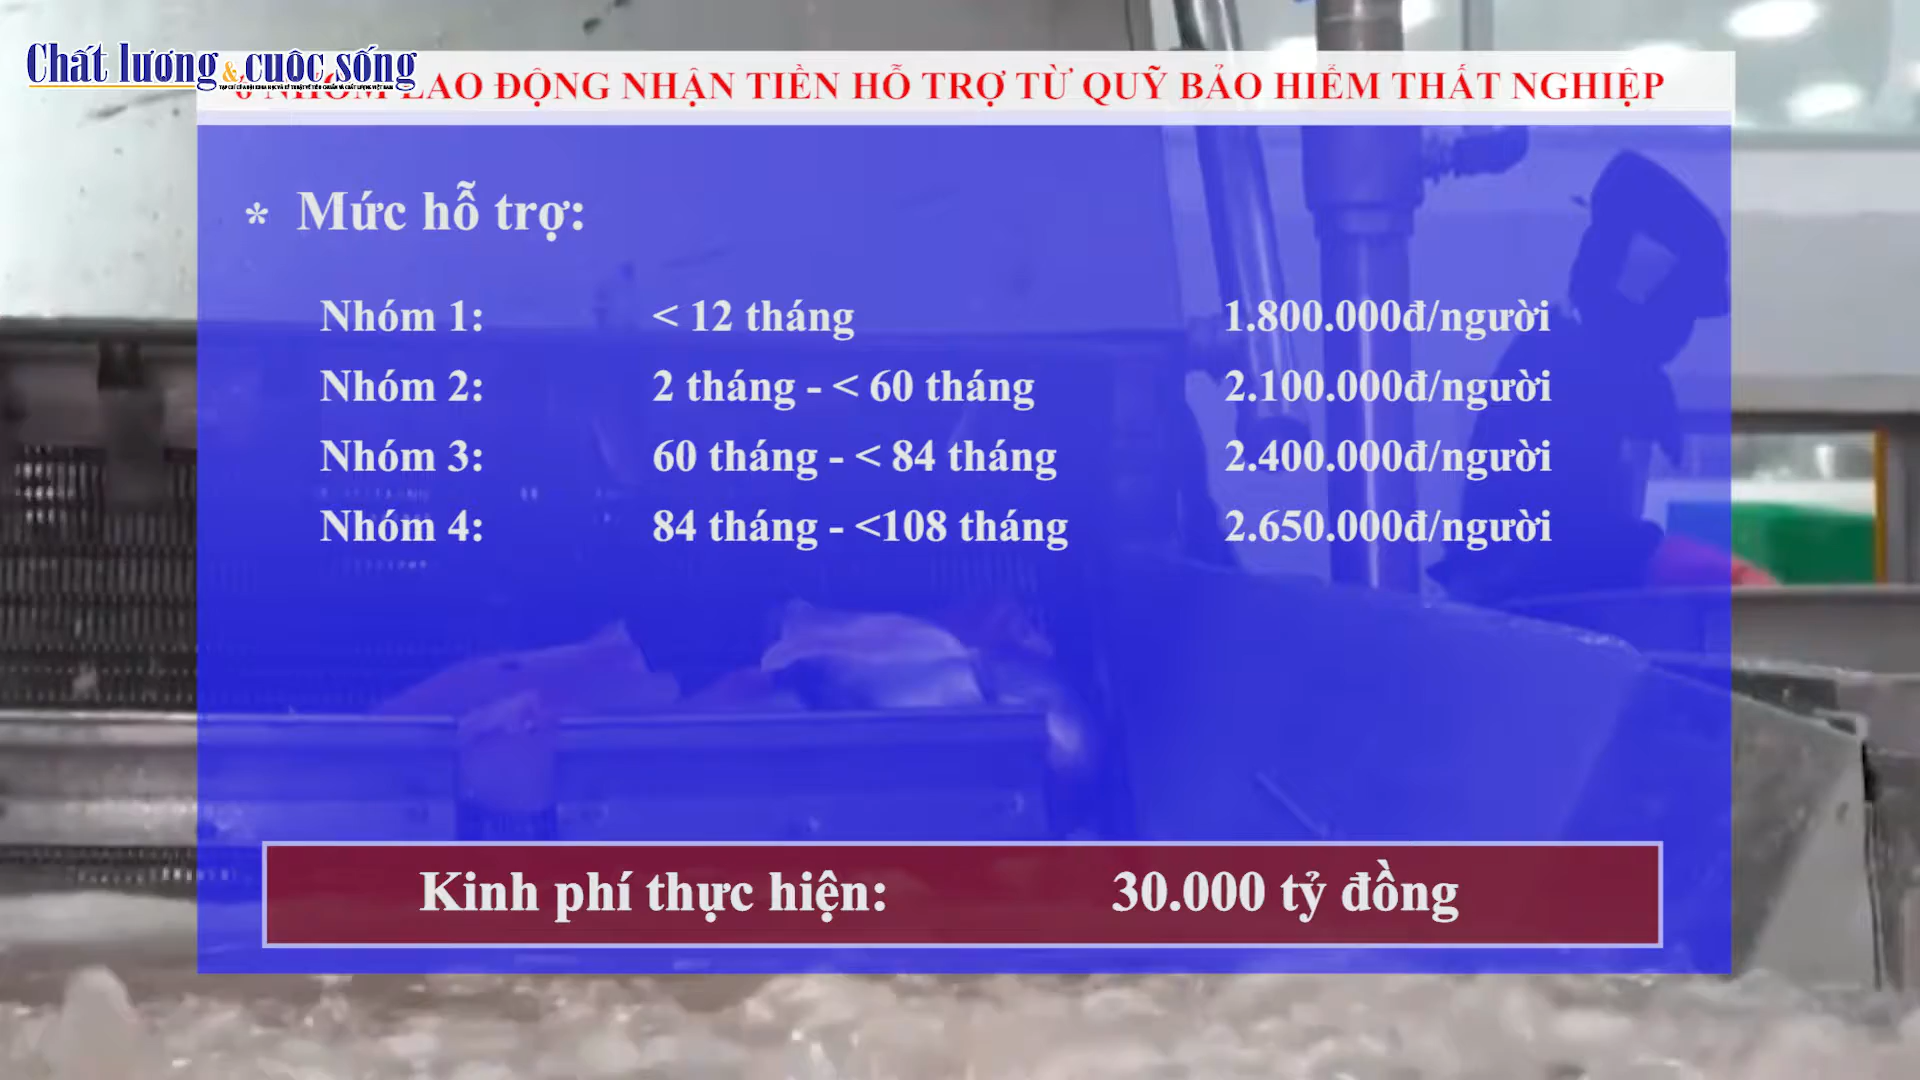 Chất lượng & cuộc sống
6 NHÓM LAO ĐỘNG NHẬN TIỀN HỖ TRỢ TỪ QUỸ BẢO HIỂM THẤT NGHIỆP
* Mức hỗ trợ:
Nhóm 1: < 12 tháng 1.800.000đ/người
Nhóm 2: 2 tháng - < 60 tháng 2.100.000đ/người
Nhóm 3: 60 tháng - < 84 tháng 2.400.000đ/người
Nhóm 4: 84 tháng - <108 tháng 2.650.000đ/người
Kinh phí thực hiện: 30.000 tỷ đồng